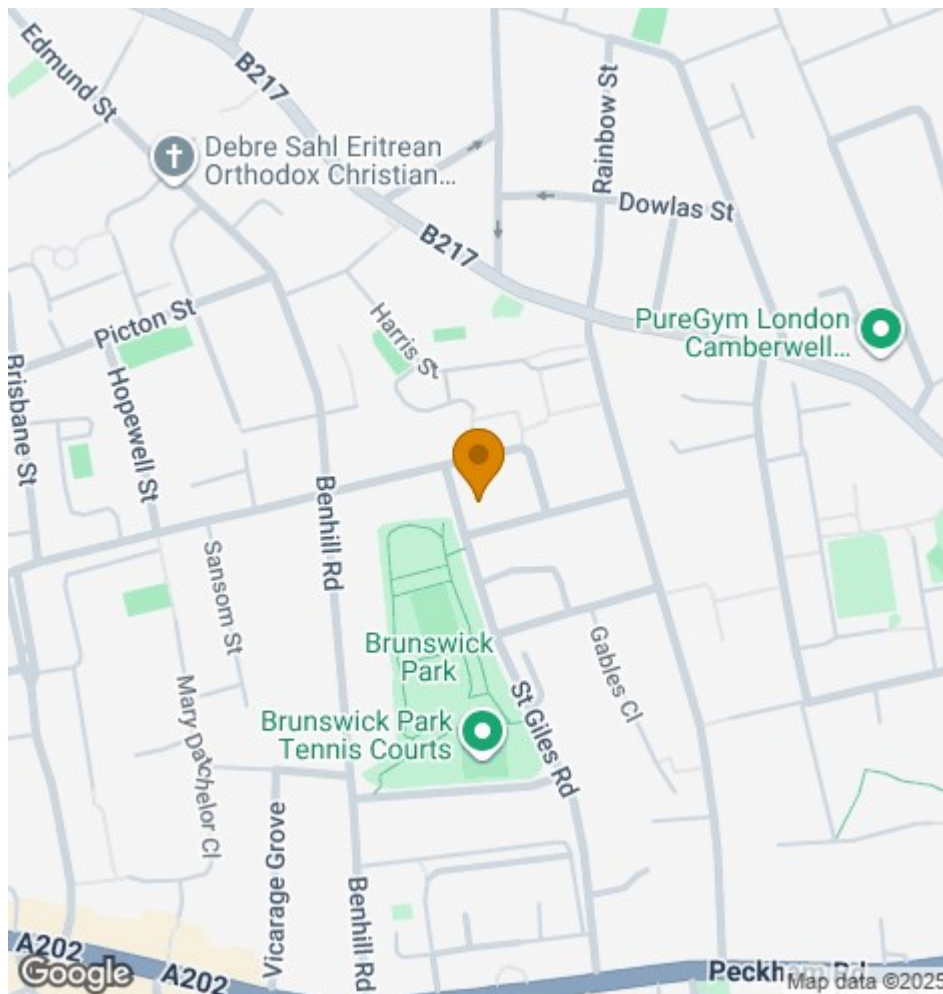 Edmund St
B217
Debre Sahl Eritrean
Orthodox Christian...
Rainbow St
Dowlas St
B217
Picton St
Harris St
PureGym London
Camberwell...
Brisbane St
Hopewell St
Benhill Rd
Sansom St
Brunswick
Park
Gables Cl
Mary Datchelor Cl
St Giles Rd
Brunswick Park
Tennis Courts
Vicarage Grove
Benhill Rd
A202
A202
Peckham Rd
Google
Map data ©2025